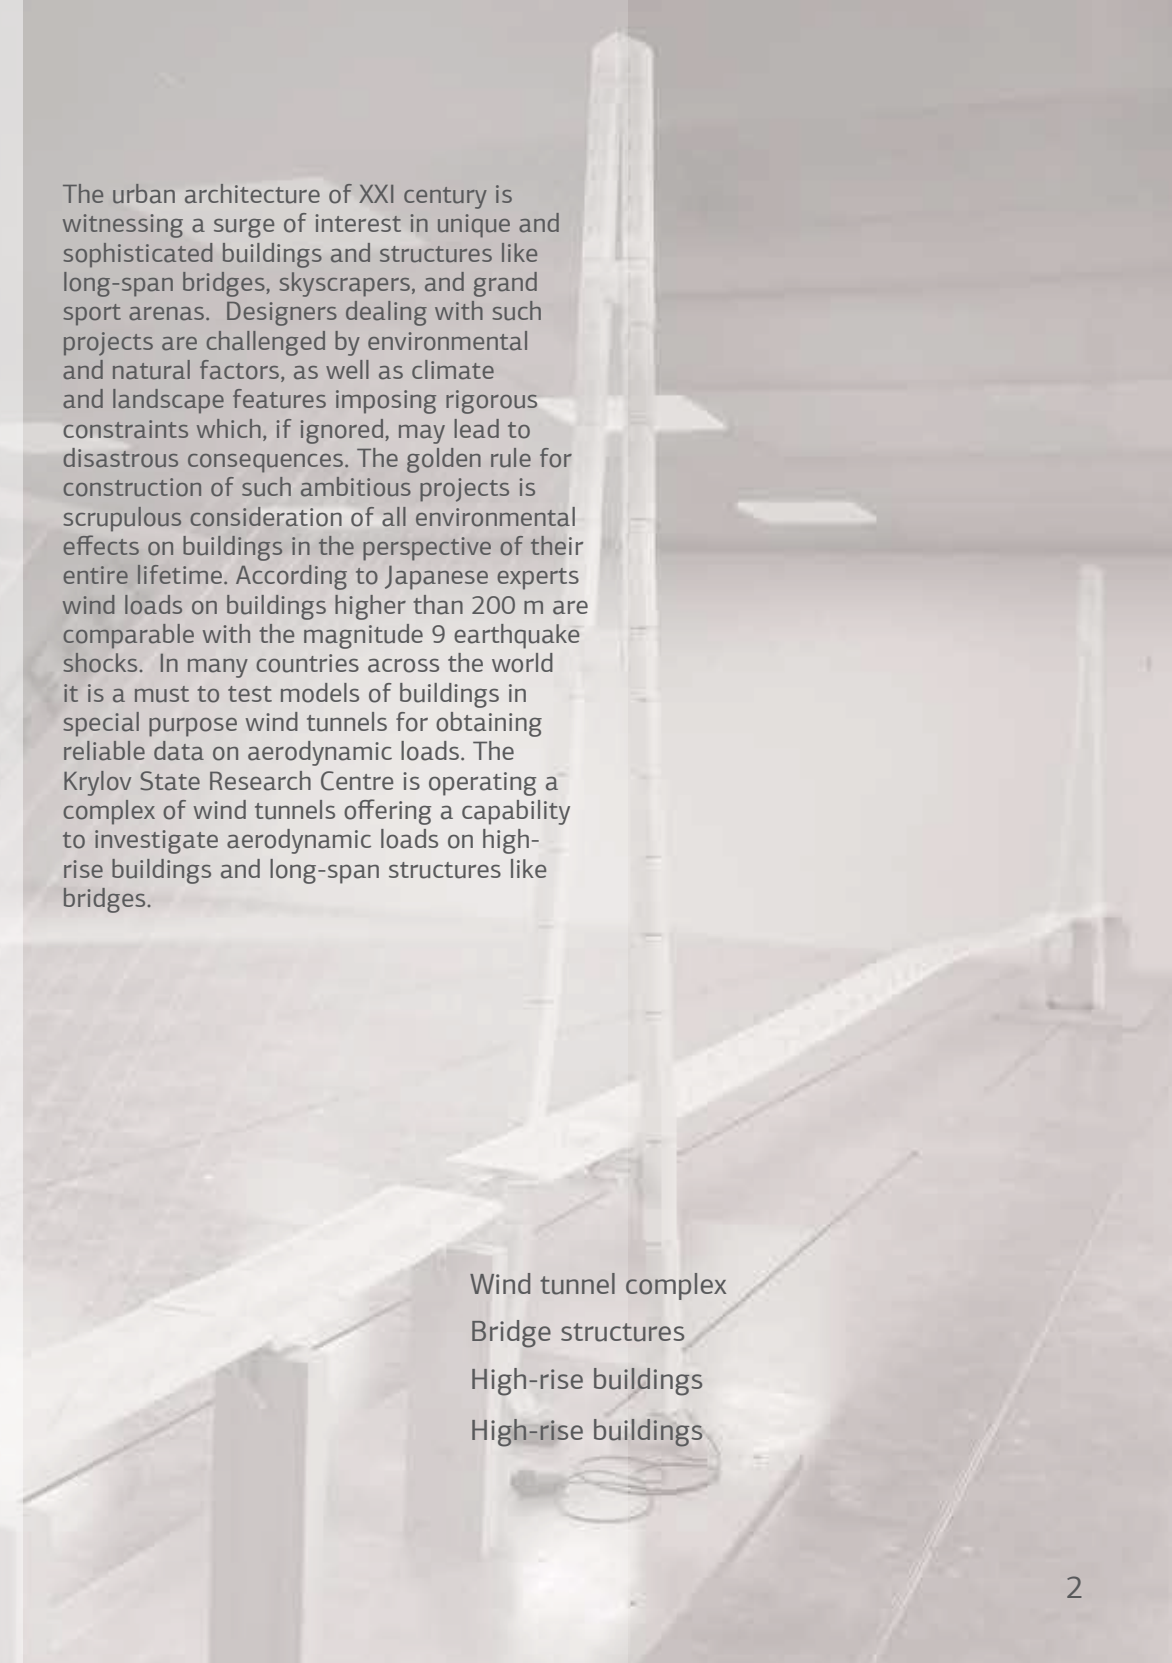 The urban architecture of XXI century is
witnessing a surge of interest in unique and
sophisticated buildings and structures like
long-span bridges, skyscrapers, and grand
sport arenas.  Designers dealing with such
projects are challenged by environmental
and natural factors, as well as climate
and landscape features imposing rigorous
constraints which, if ignored, may lead to
disastrous consequences. The golden rule for
construction of such ambitious projects is
scrupulous consideration of all environmental
effects on buildings in the perspective of their
entire lifetime. According to Japanese experts
wind loads on buildings higher than 200 m are
comparable with the magnitude 9 earthquake
shocks.  In many countries across the world
it is a must to test models of buildings in
special purpose wind tunnels for obtaining
reliable data on aerodynamic loads. The
Krylov State Research Centre is operating a
complex of wind tunnels offering a capability
to investigate aerodynamic loads on high-
rise buildings and long-span structures like
bridges.
Wind tunnel complex
Bridge structures
High-rise buildings
High-rise buildings
2